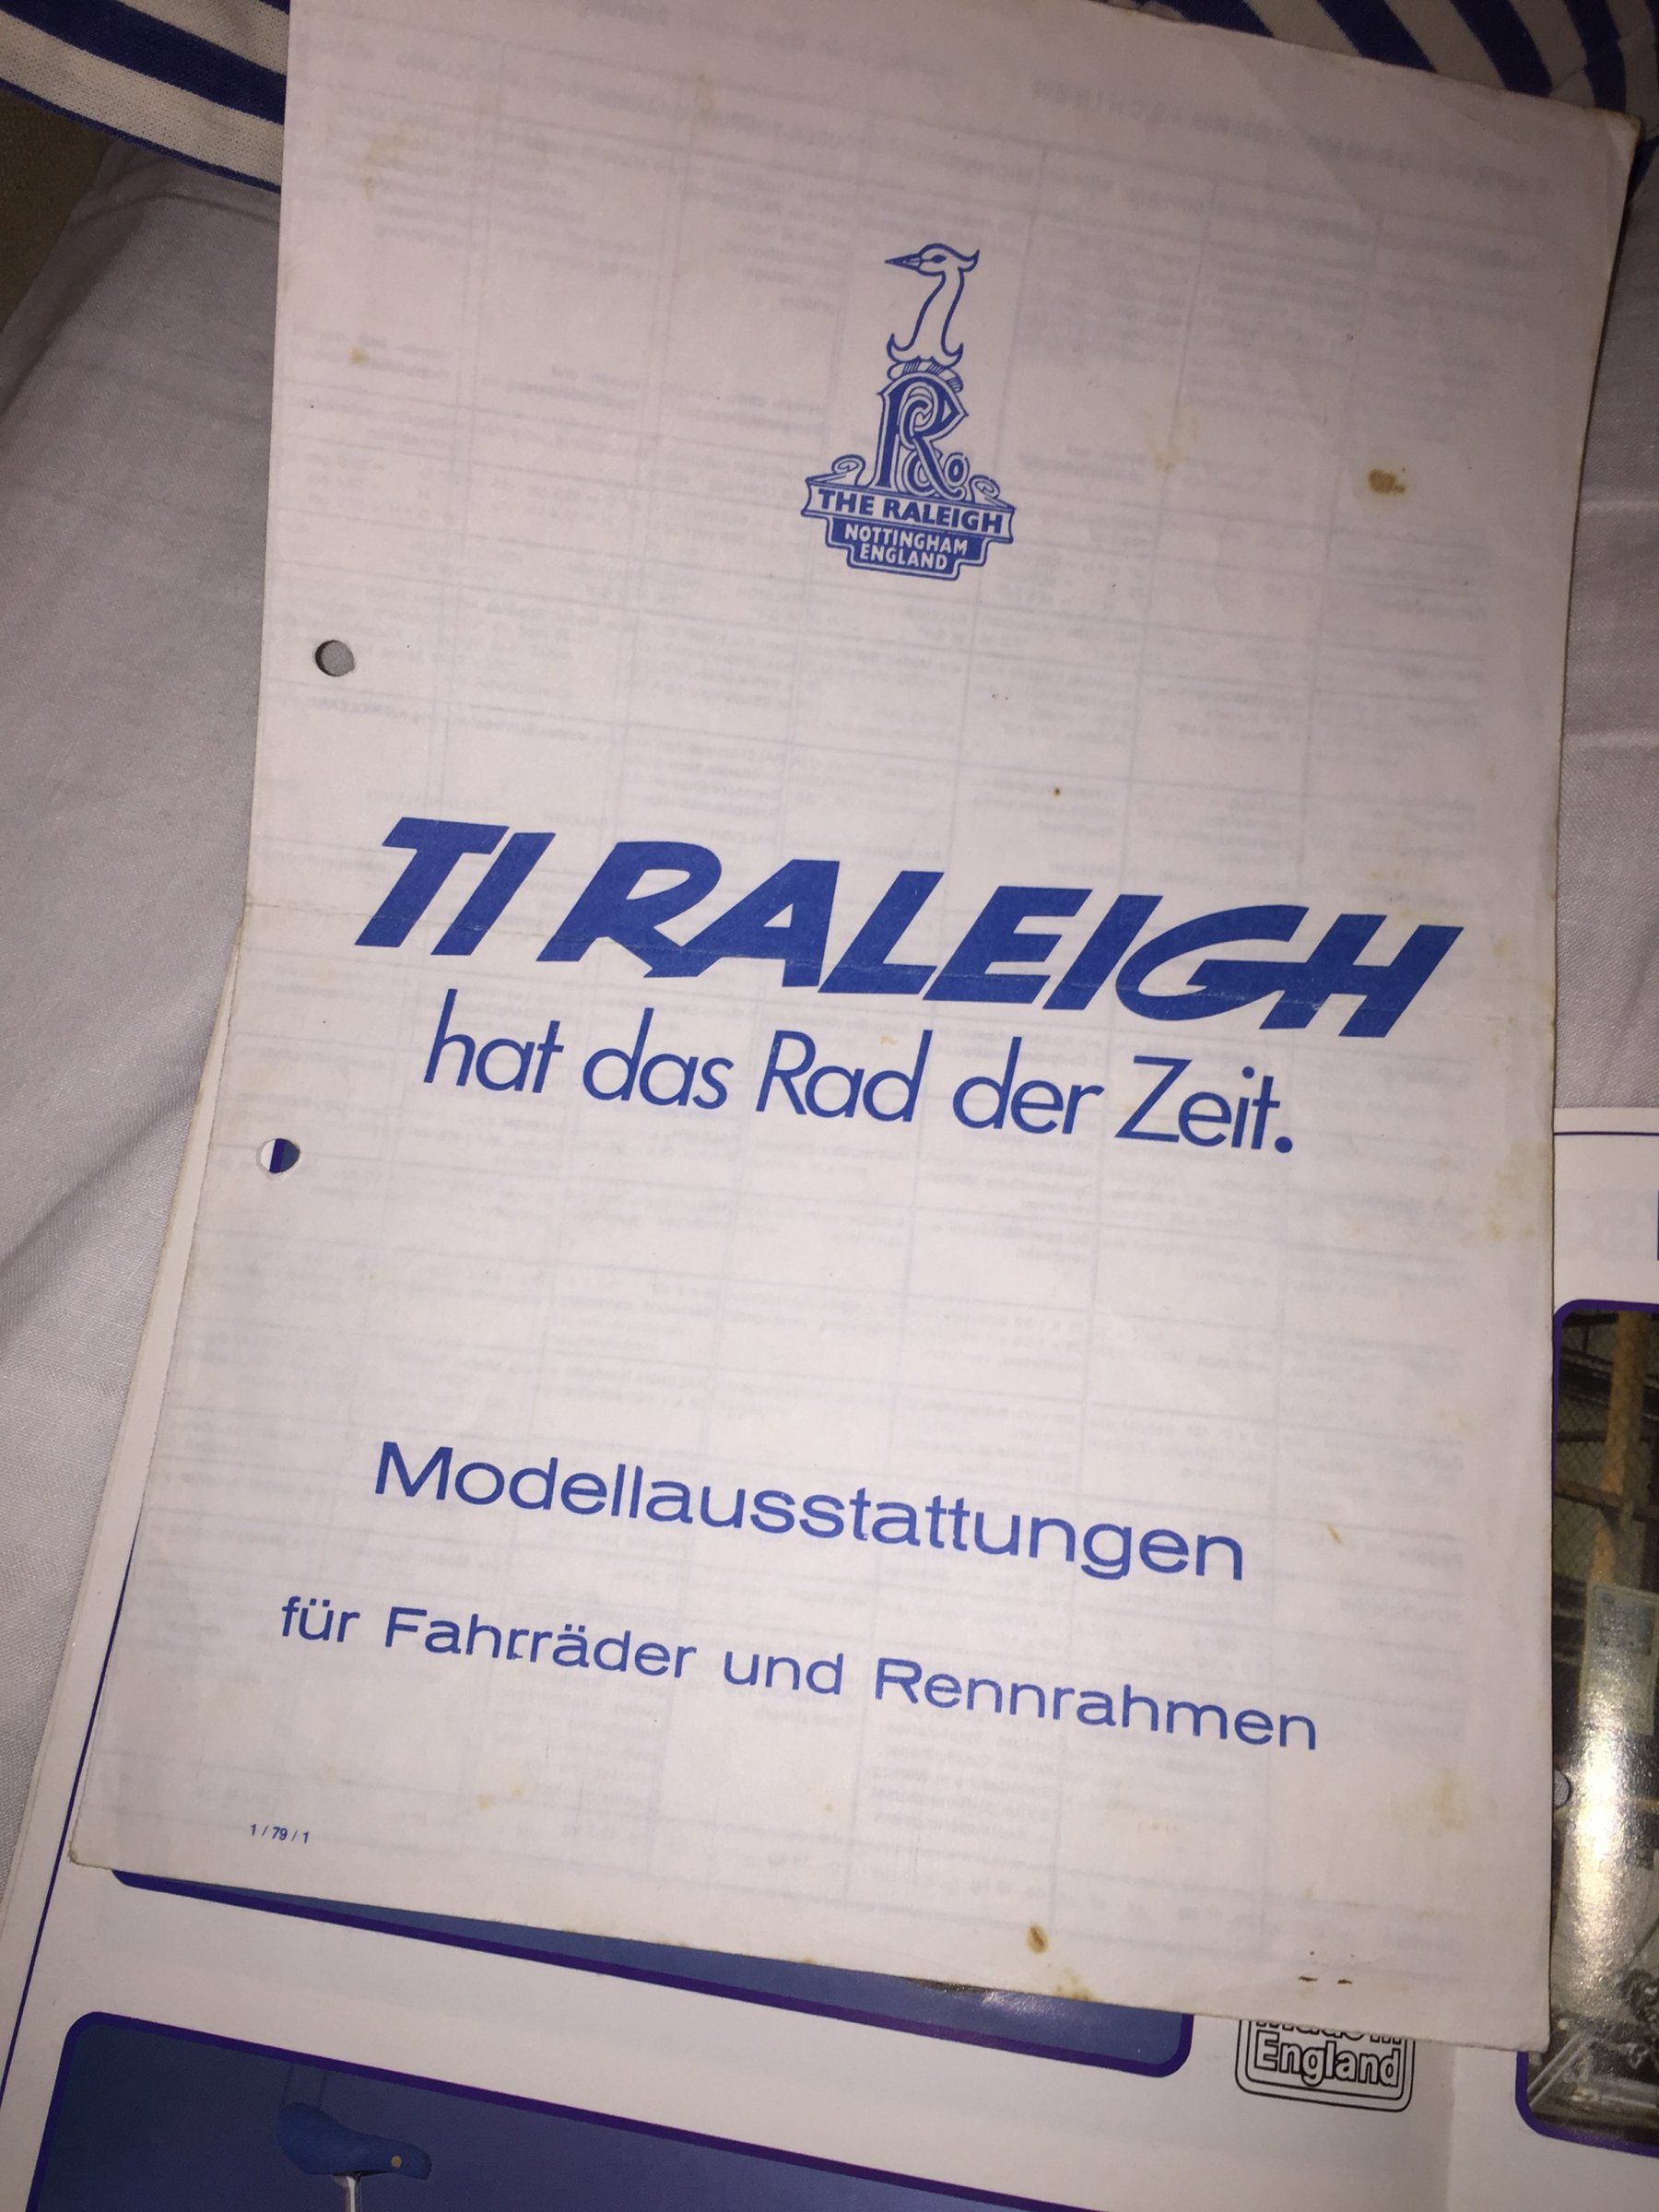 R
&
Co
THE RALEIGH
NOTTINGHAM
ENGLAND
TI RALEIGH
hat das Rad der Zeit.
Modellausstattungen
für Fahrräder und Rennrahmen
1/79/1
England